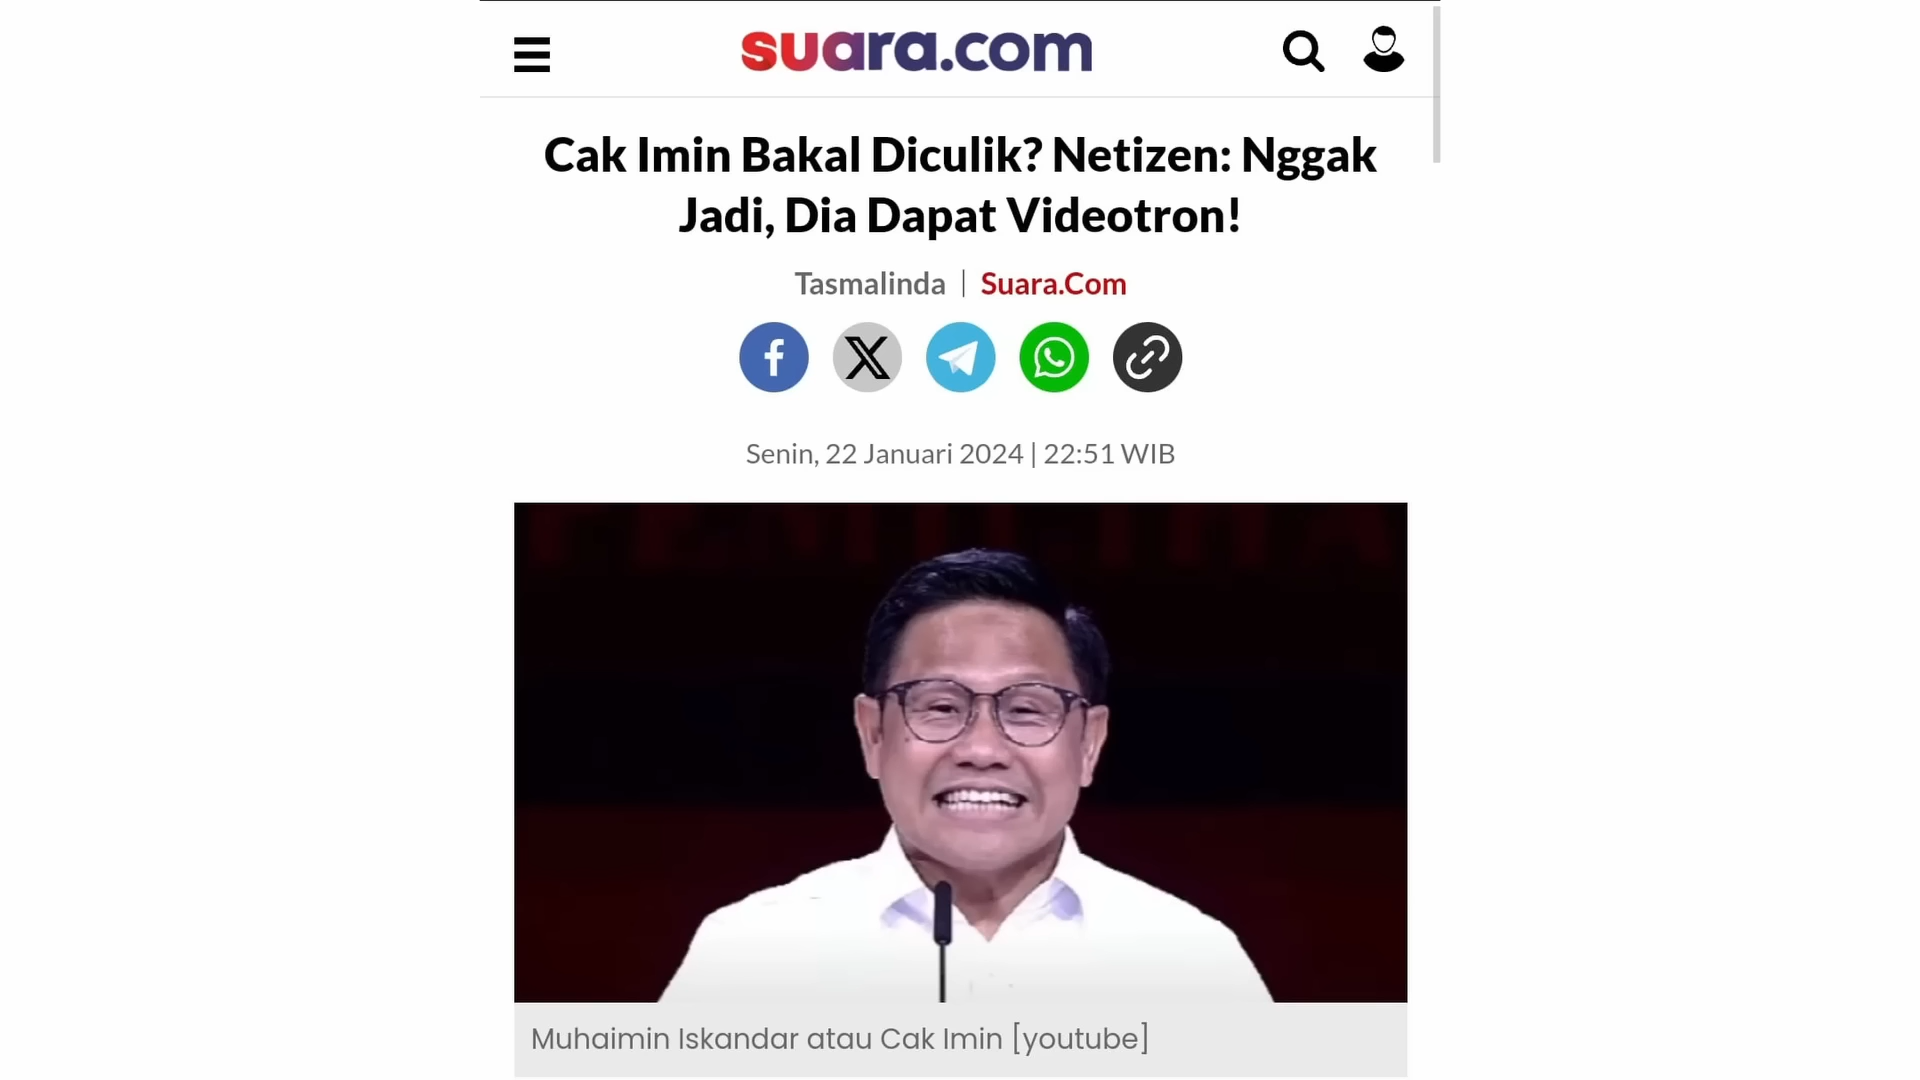 suara.com
Cak Imin Bakal Diculik? Netizen: Nggak
Jadi, Dia Dapat Videotron!
Tasmalinda | Suara.Com
Senin, 22 Januari 2024 | 22:51 WIB
Muhaimin Iskandar atau Cak Imin [youtube]